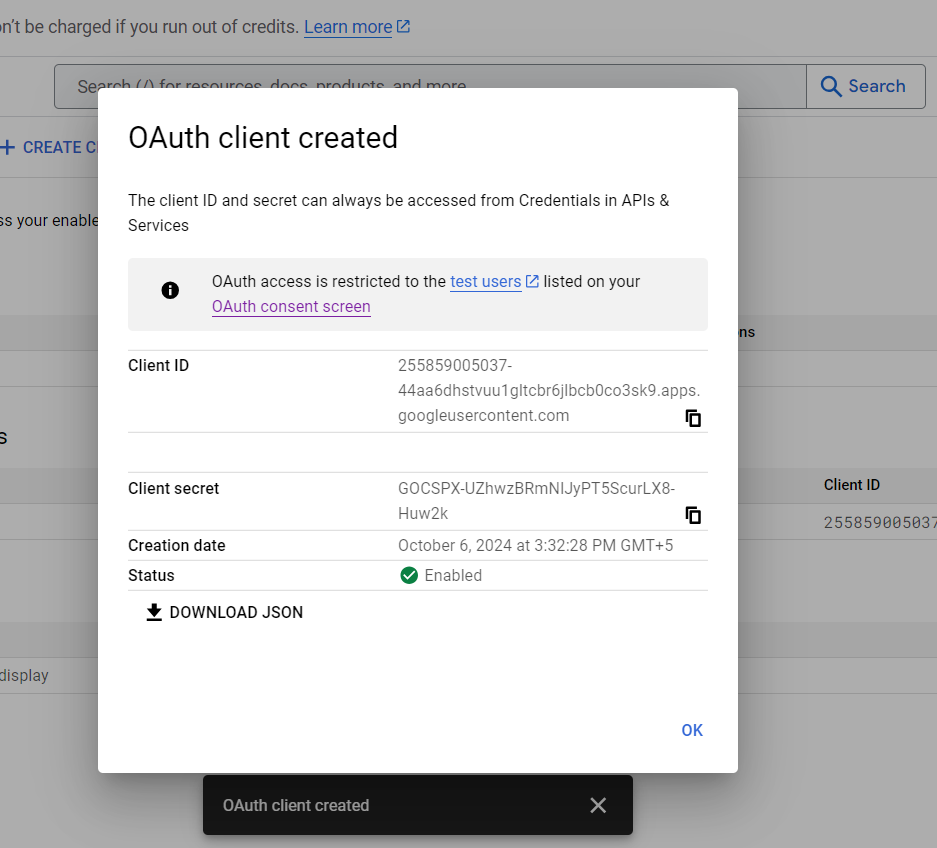 on't be charged if you run out of credits. Learn more
Search (/) for resources, docs, products, and more
Search
CREATE C
OAuth client created
The client ID and secret can always be accessed from Credentials in APIs &
Services
ss your enable
OAuth access is restricted to the test users listed on your
OAuth consent screen
ons
Client ID
255859005037-
44aa6dhstvuu1gltcbr6jlbcb0co3sk9.apps.
googleusercontent.com
s
Client secret
GOCSPX-UZhwzBRmNIJyPT5ScurLX8-
Huw2k
Client ID
255859005037
Creation date
October 6, 2024 at 3:32:28 PM GMT+5
Status
Enabled
DOWNLOAD JSON
display
OK
OAuth client created